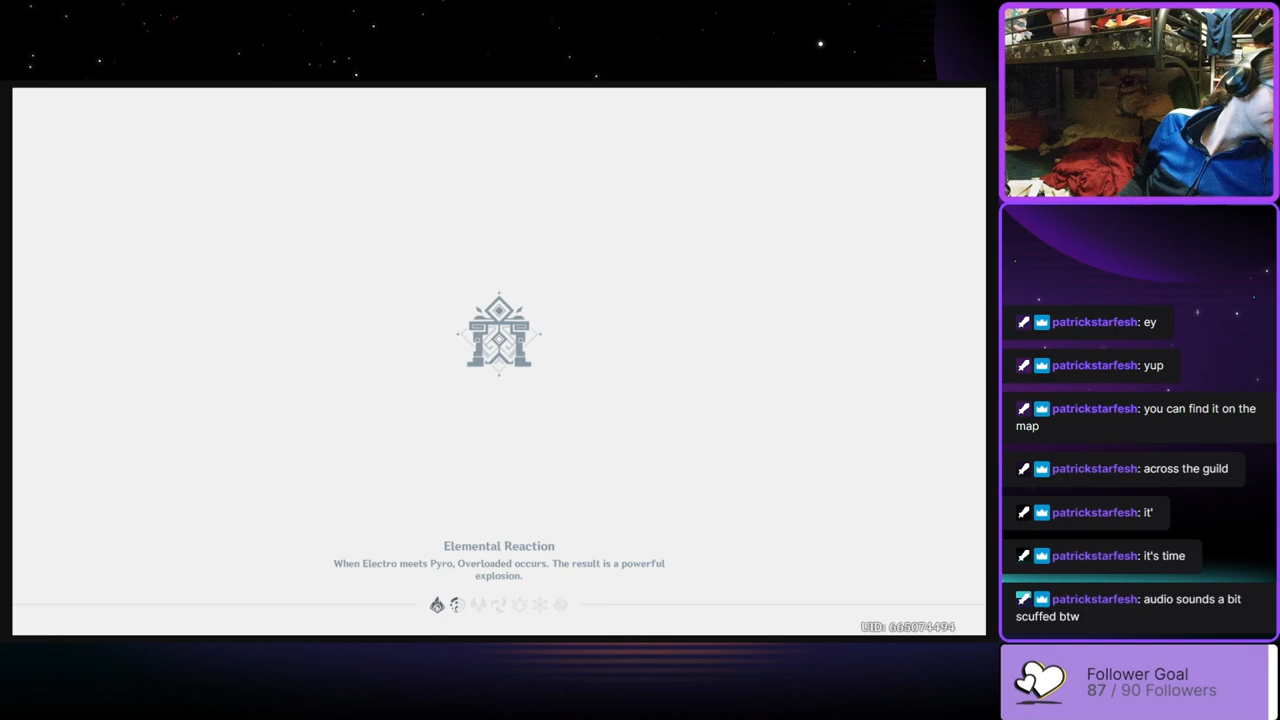 Elemental Reaction
When Electro meets Pyro, Overloaded occurs. The result is a powerful
explosion.
UID: 665074494
patrickstarfesh: ey
patrickstarfesh: yup
patrickstarfesh: you can find it on the
map
patrickstarfesh: across the guild
patrickstarfesh: it'
patrickstarfesh: it's time
patrickstarfesh: audio sounds a bit
scuffed btw
Follower Goal
87 / 90 Followers